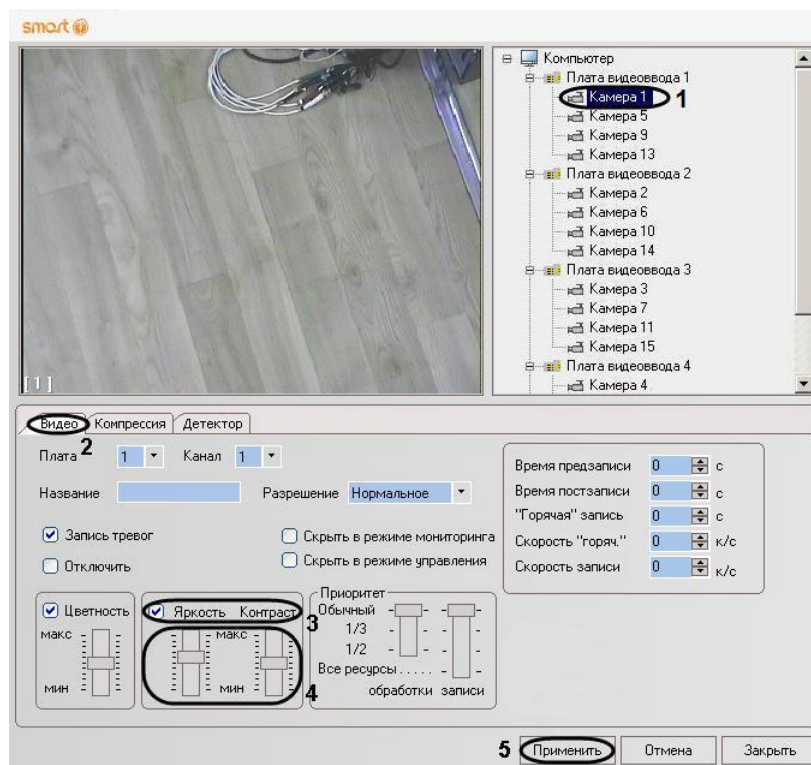 smart
Компьютер
Плата видеоввода 1
Камера 1 1
Камера 5
Камера 9
Камера 13
Плата видеоввода 2
Камера 2
Камера 6
Камера 10
Камера 14
Плата видеоввода 3
Камера 3
Камера 7
Камера 11
Камера 15
Плата видеоввода 4
Камера 4
[1]
Видео Компрессия Детектор
2
Плата 1 Канал 1
Название Разрешение Нормальное
Запись тревог Скрыть в режиме мониторинга
Отключить Скрыть в режиме управления
Время предзаписи 0 с
Время постзаписи 0 с
"Горячая" запись 0 с
Скорость "горяч." 0 к/с
Скорость записи 0 к/с
Цветность
макс
мин
Яркость Контраст 3
макс
мин 4
Приоритет
Обычный
1/3
1/2
Все ресурсы . . . . .
обработки записи
5 Применить Отмена Закрыть